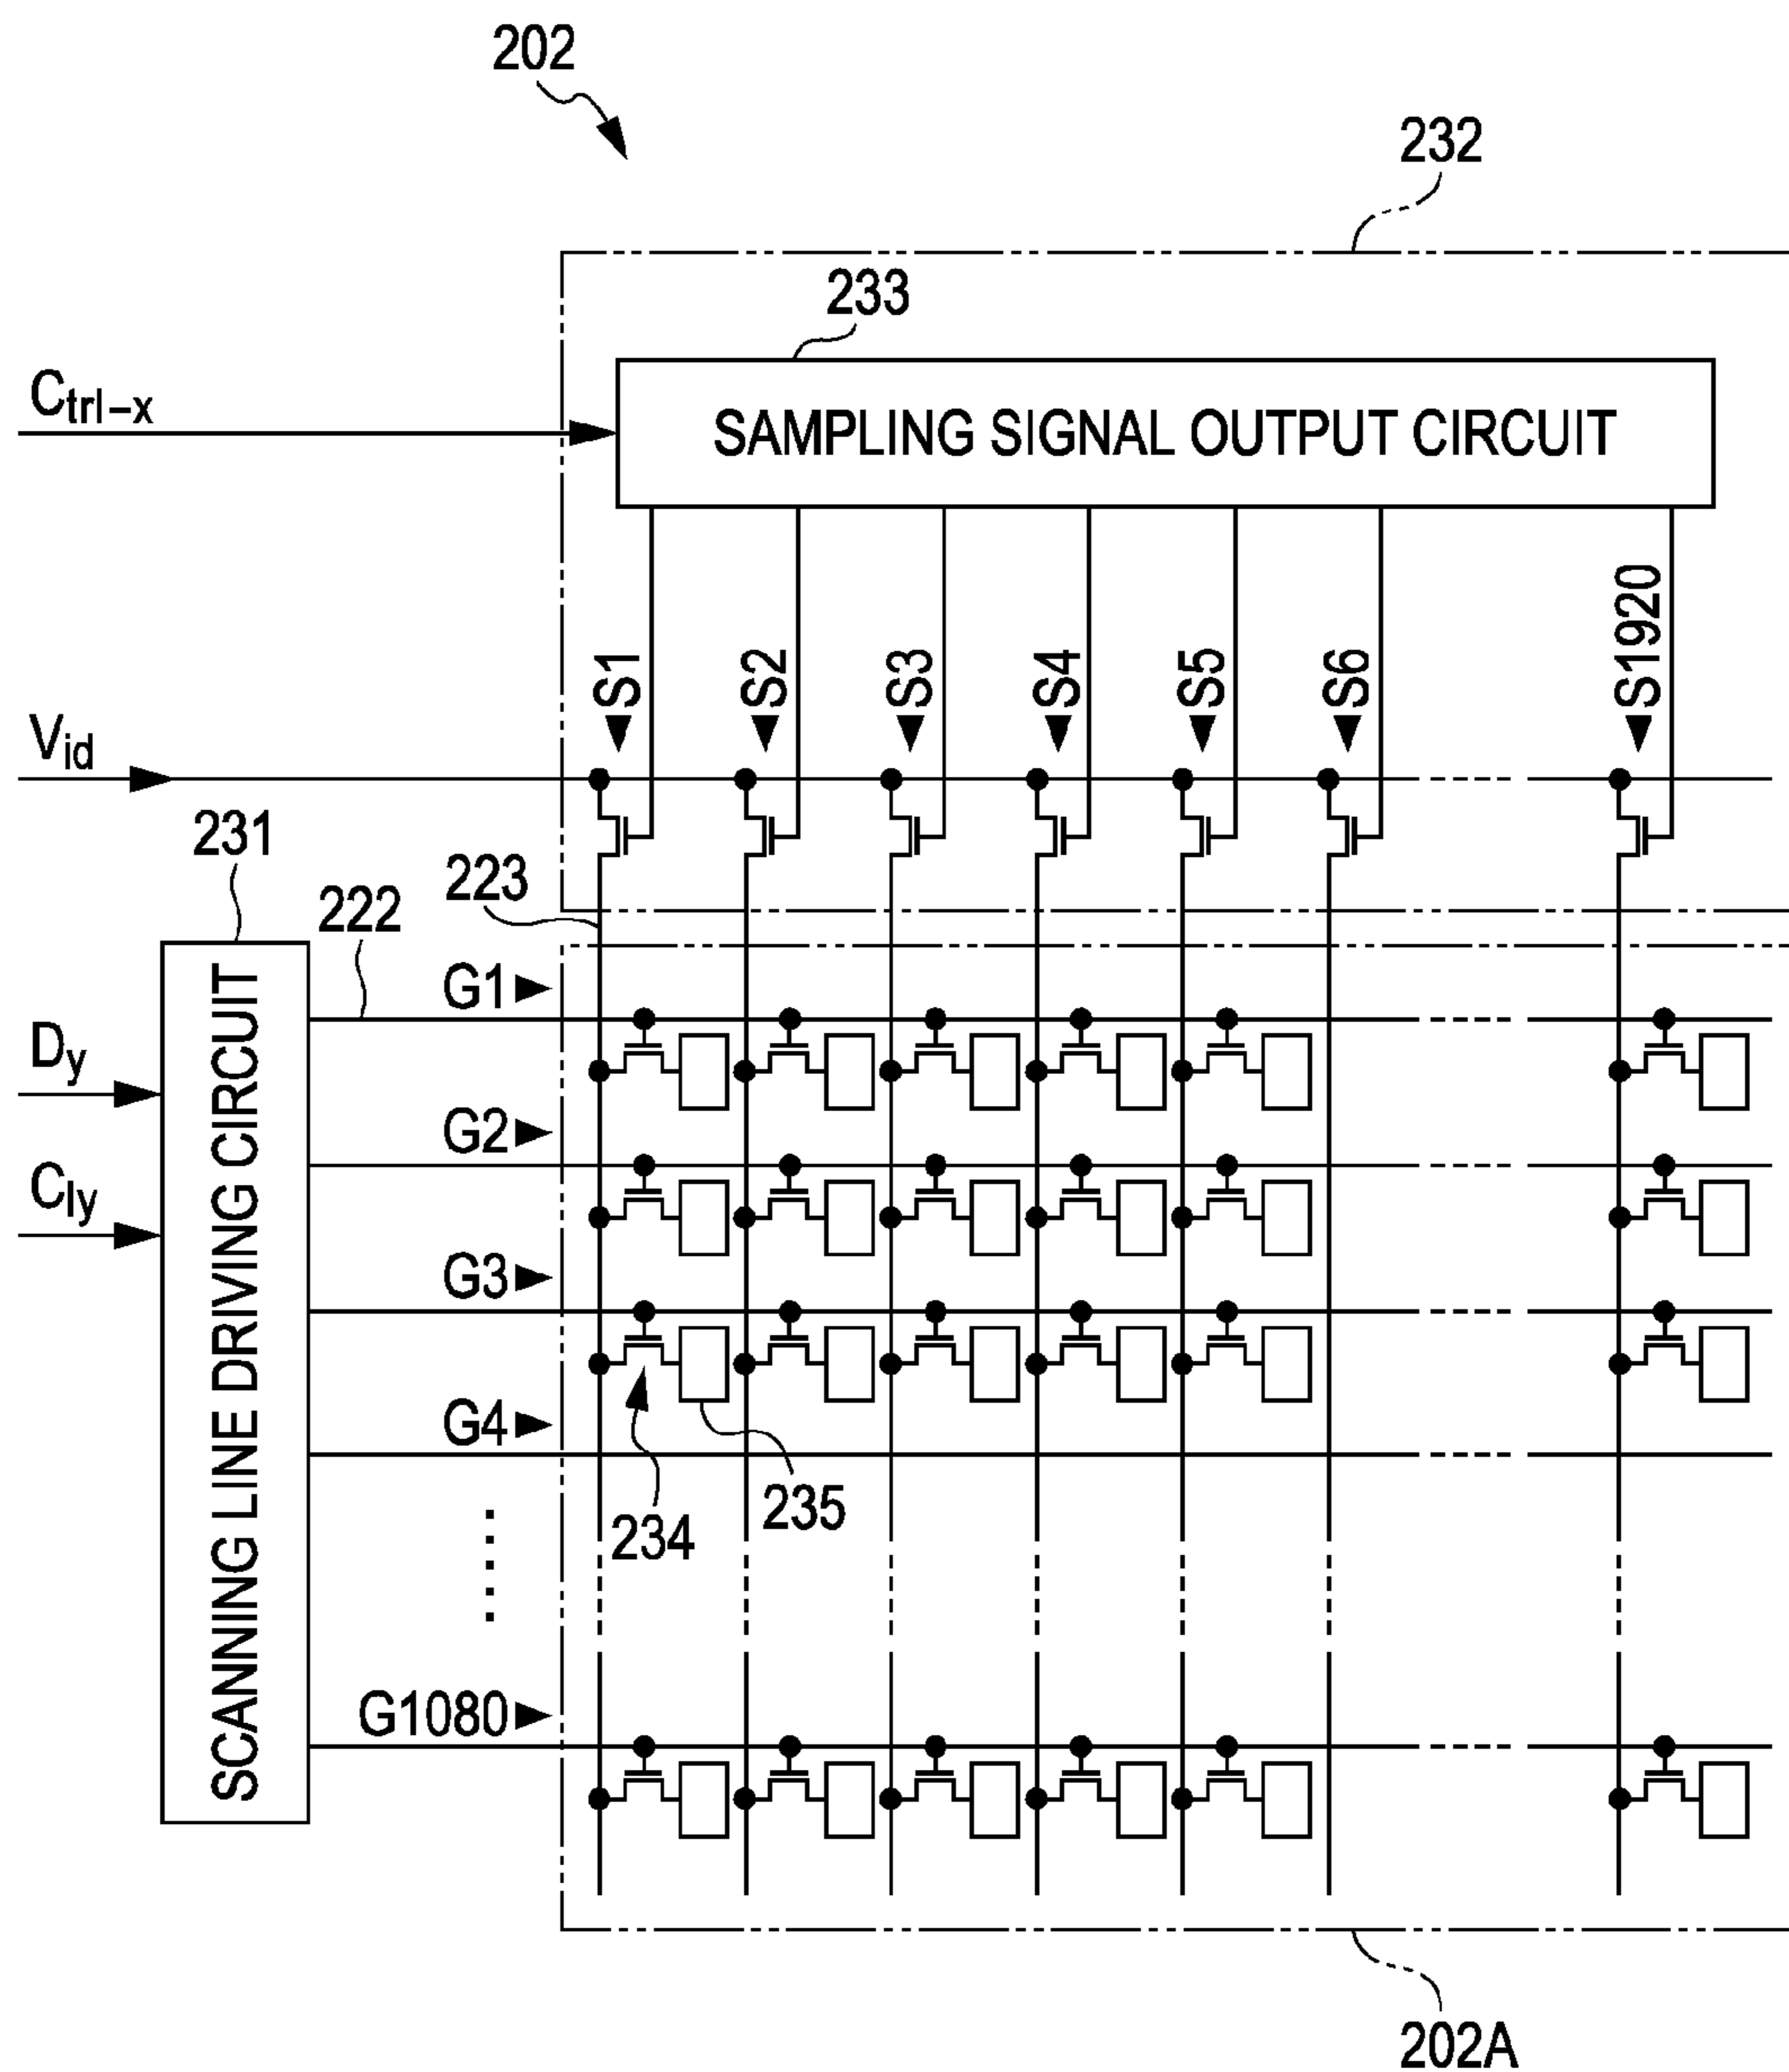 202
232
233
Ctrl-x
SAMPLING SIGNAL OUTPUT CIRCUIT
S1
S2
S3
S4
S5
S6
S1920
Vid
231
222
223
G1
Dy
G2
Cly
G3
G4
SCANNING LINE DRIVING CIRCUIT
234
235
G1080
202A